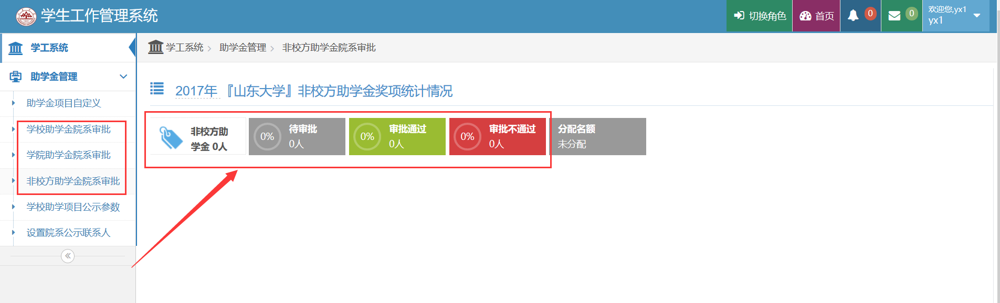 学生工作管理系统
切换角色
首页
0
0
欢迎您,yx1
yx1
学工系统
助学金管理
助学金项目自定义
学校助学金院系审批
学院助学金院系审批
非校方助学金院系审批
学校助学项目公示参数
设置院系公示联系人
学工系统
助学金管理
非校方助学金院系审批
2017年 『山东大学』非校方助学金奖项统计情况
非校方助
学金 0人
0%
待审批
0人
0%
审批通过
0人
0%
审批不通过
0人
分配名额
未分配